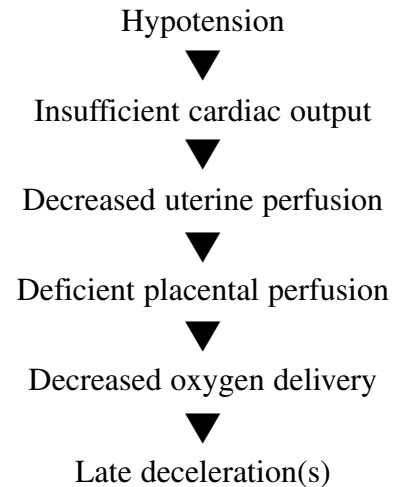 Hypotension
Insufficient cardiac output
Decreased uterine perfusion
Deficient placental perfusion
Decreased oxygen delivery
Late deceleration(s)